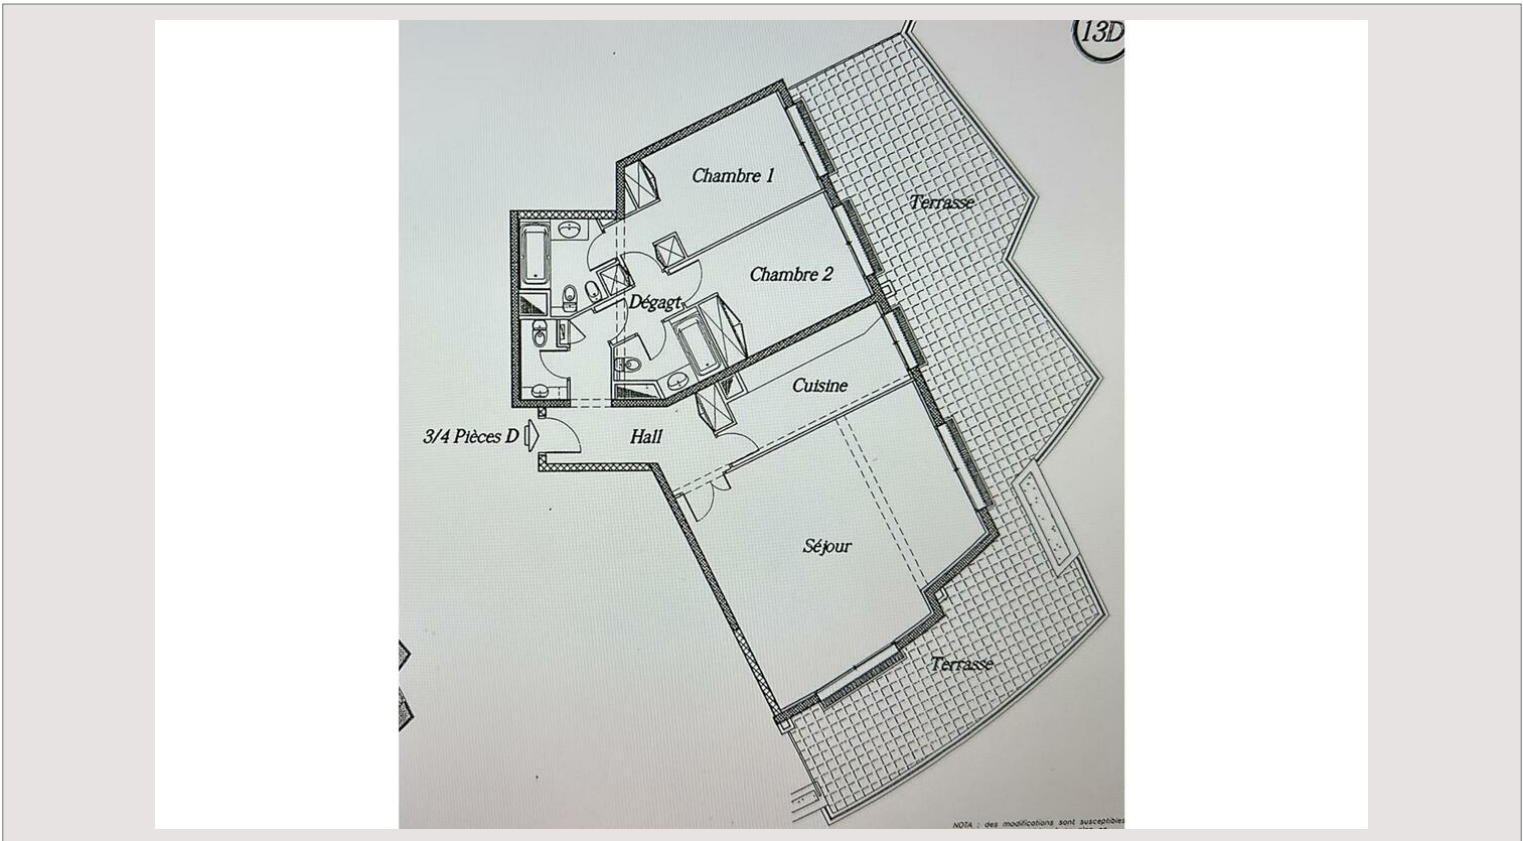 13D
Chambre 1
Terrasse
Chambre 2
Dégagt.
Cuisine
3/4 Pièces D
Hall
Séjour
Terrasse
NOTA : des modifications sont susceptibles